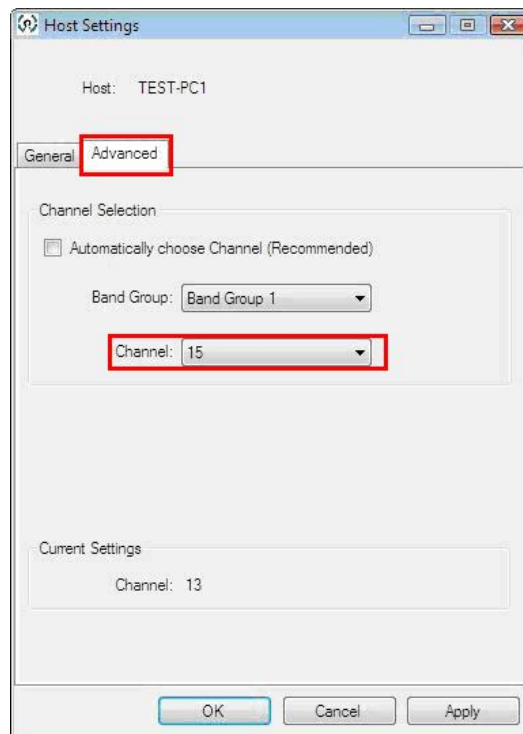 Host Settings
Host: TEST-PC1
General Advanced
Channel Selection
Automatically choose Channel (Recommended)
Band Group: Band Group 1
Channel: 15
Current Settings
Channel: 13
OK Cancel Apply